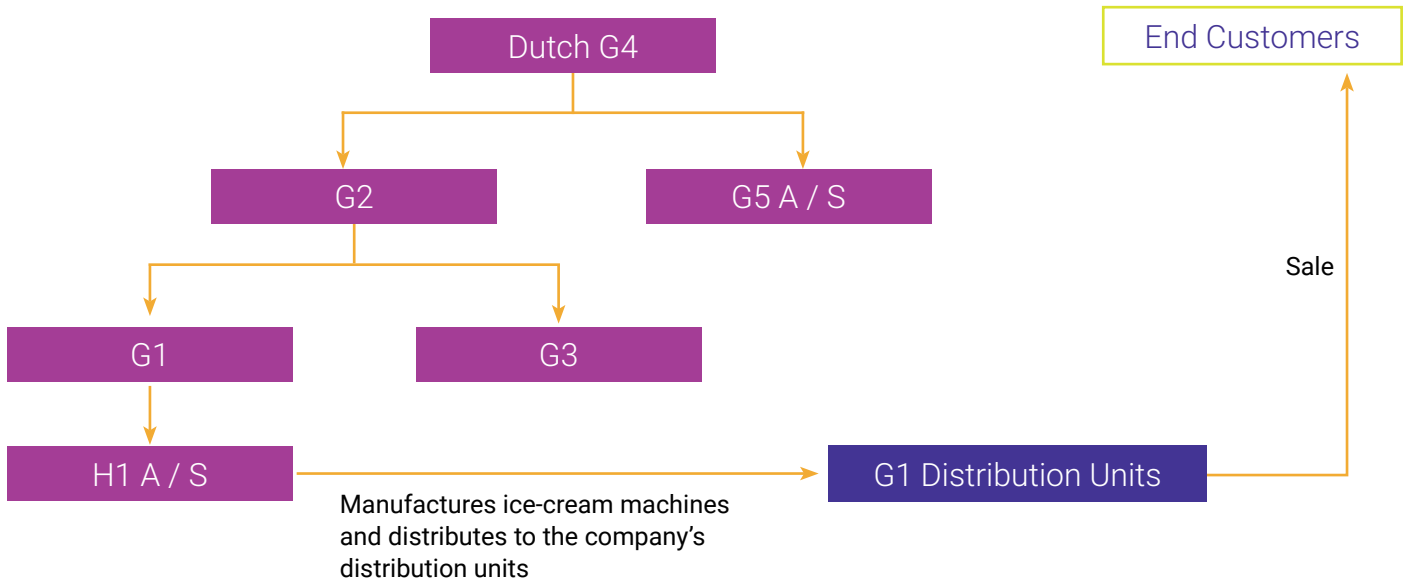 Dutch G4
End Customers
G2
G5 A / S
Sale
G1
G3
H1 A / S
G1 Distribution Units
Manufactures ice-cream machines
and distributes to the company’s
distribution units